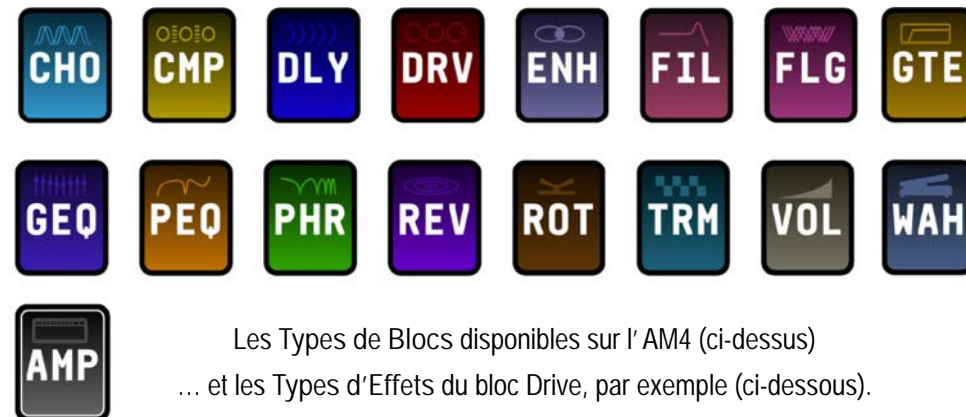 CHO CMP DLY DRV ENH FIL FLG GTE
GEQ PEQ PHR REV ROT TRM VOL WAH
AMP
Les Types de Blocs disponibles sur l’ AM4 (ci-dessus)
… et les Types d’Effets du bloc Drive, par exemple (ci-dessous).